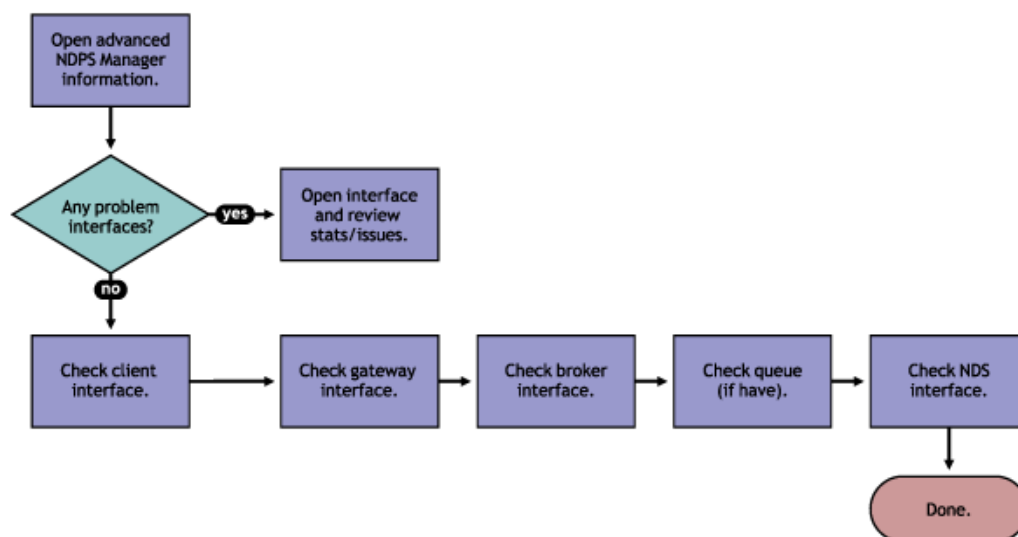 Open advanced
NDPS Manager
information.
Any problem
interfaces?
yes
Open interface
and review
stats/issues.
no
Check client
interface.
Check gateway
interface.
Check broker
interface.
Check queue
(if have).
Check NDS
interface.
Done.